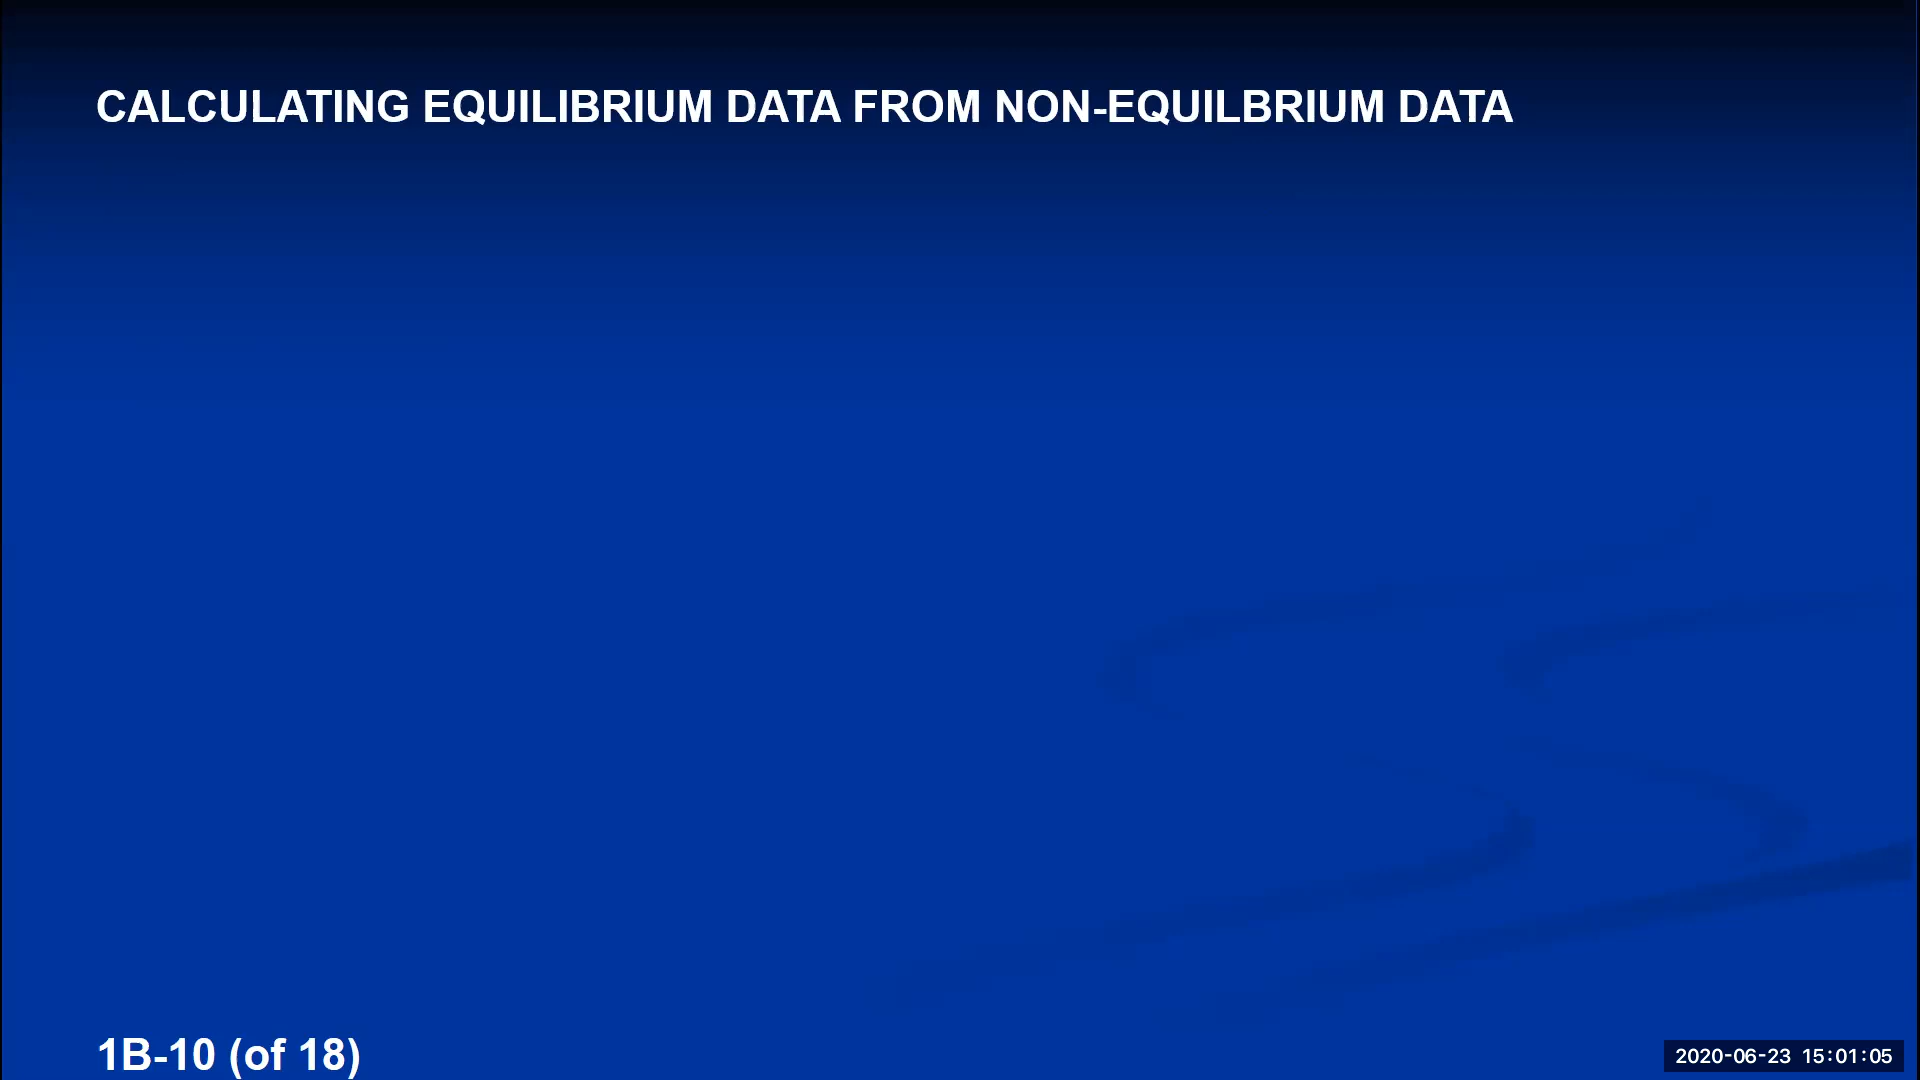 CALCULATING EQUILIBRIUM DATA FROM NON-EQUILBRIUM DATA
1B-10 (of 18)
2020-06-23 15:01:05